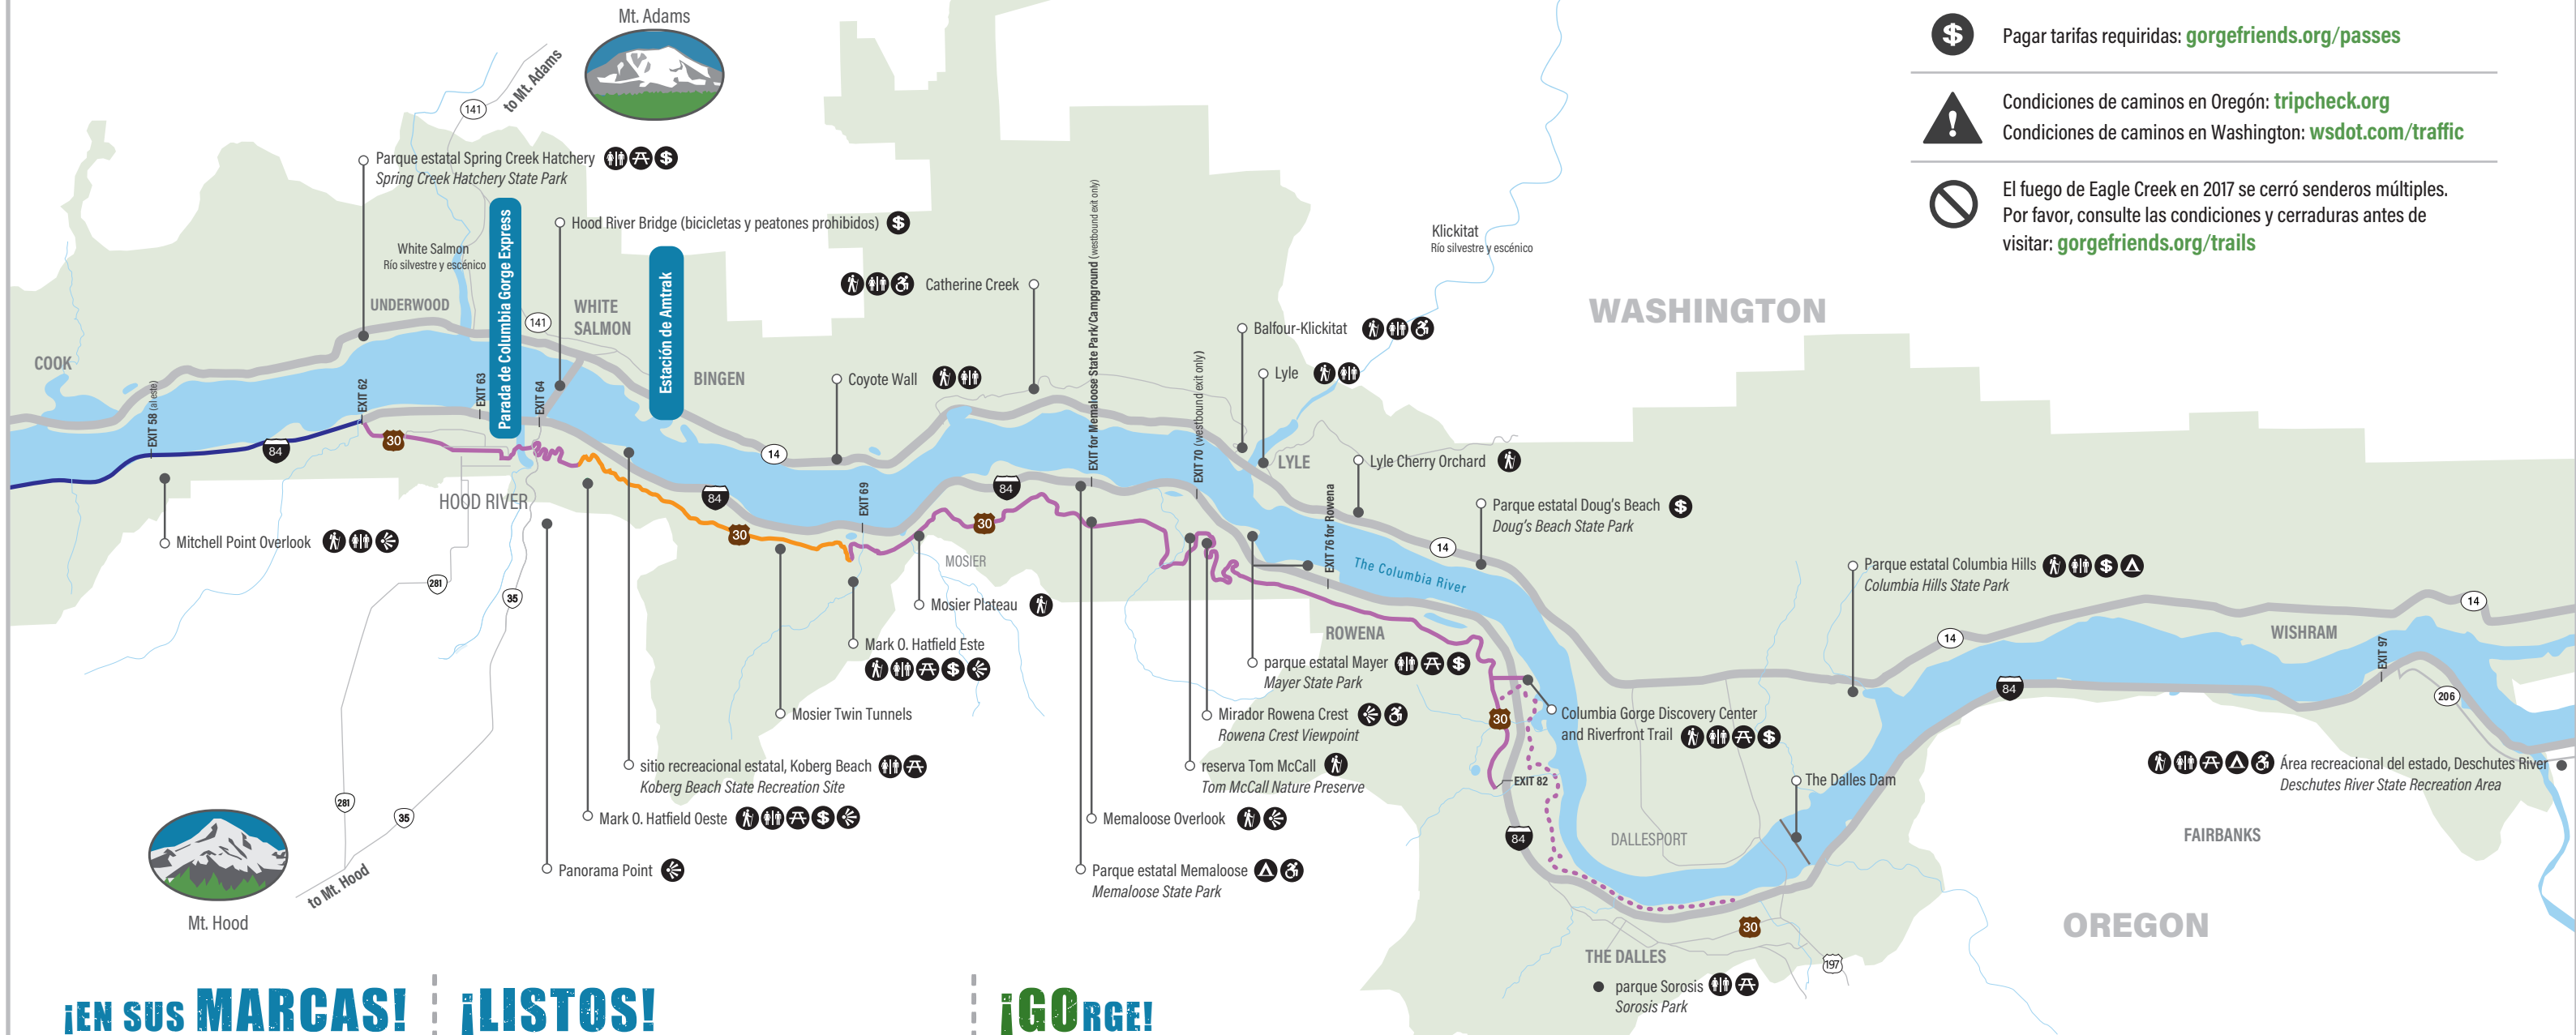 Mt. Adams
to Mt. Adams
141
Pagar tarifas requiridas: gorgefriends.org/passes
Condiciones de caminos en Oregón: tripcheck.org
Condiciones de caminos en Washington: wsdot.com/traffic
El fuego de Eagle Creek en 2017 se cerró senderos múltiples.
Por favor, consulte las condiciones y cerraduras antes de
visitar: gorgefriends.org/trails
Parque estatal Spring Creek Hatchery
Spring Creek Hatchery State Park
Parada de Columbia Gorge Express
Hood River Bridge (bicicletas y peatones prohibidos)
White Salmon
Río silvestre y escénico
Estación de Amtrak
Klickitat
Río silvestre y escénico
EXIT for Memaloose State Park/Campground (westbound exit only)
Catherine Creek
UNDERWOOD
141
WHITE
SALMON
WASHINGTON
Balfour-Klickitat
COOK
BINGEN
Coyote Wall
Lyle
EXIT 58 (al este)
EXIT 62
EXIT 63
EXIT 64
EXIT 70 (westbound exit only)
84
30
14
LYLE
Lyle Cherry Orchard
HOOD RIVER
84
EXIT 69
84
30
EXIT 76 for Rowena
Parque estatal Doug's Beach
Doug's Beach State Park
Mitchell Point Overlook
30
MOSIER
14
The Columbia River
Parque estatal Columbia Hills
Columbia Hills State Park
281
35
Mosier Plateau
14
Mark O. Hatfield Este
ROWENA
14
WISHRAM
EXIT 97
parque estatal Mayer
Mayer State Park
84
206
Mosier Twin Tunnels
Mirador Rowena Crest
Rowena Crest Viewpoint
30
Columbia Gorge Discovery Center
and Riverfront Trail
sitio recreacional estatal, Koberg Beach
Koberg Beach State Recreation Site
reserva Tom McCall
Tom McCall Nature Preserve
EXIT 82
The Dalles Dam
Área recreacional del estado, Deschutes River
Deschutes River State Recreation Area
281
35
Mark O. Hatfield Oeste
Memaloose Overlook
84
DALLESPORT
FAIRBANKS
Panorama Point
Parque estatal Memaloose
Memaloose State Park
to Mt. Hood
Mt. Hood
30
OREGON
THE DALLES
197
parque Sorosis
Sorosis Park
¡EN SUS MARCAS!
¡LISTOS!
¡GORGE!